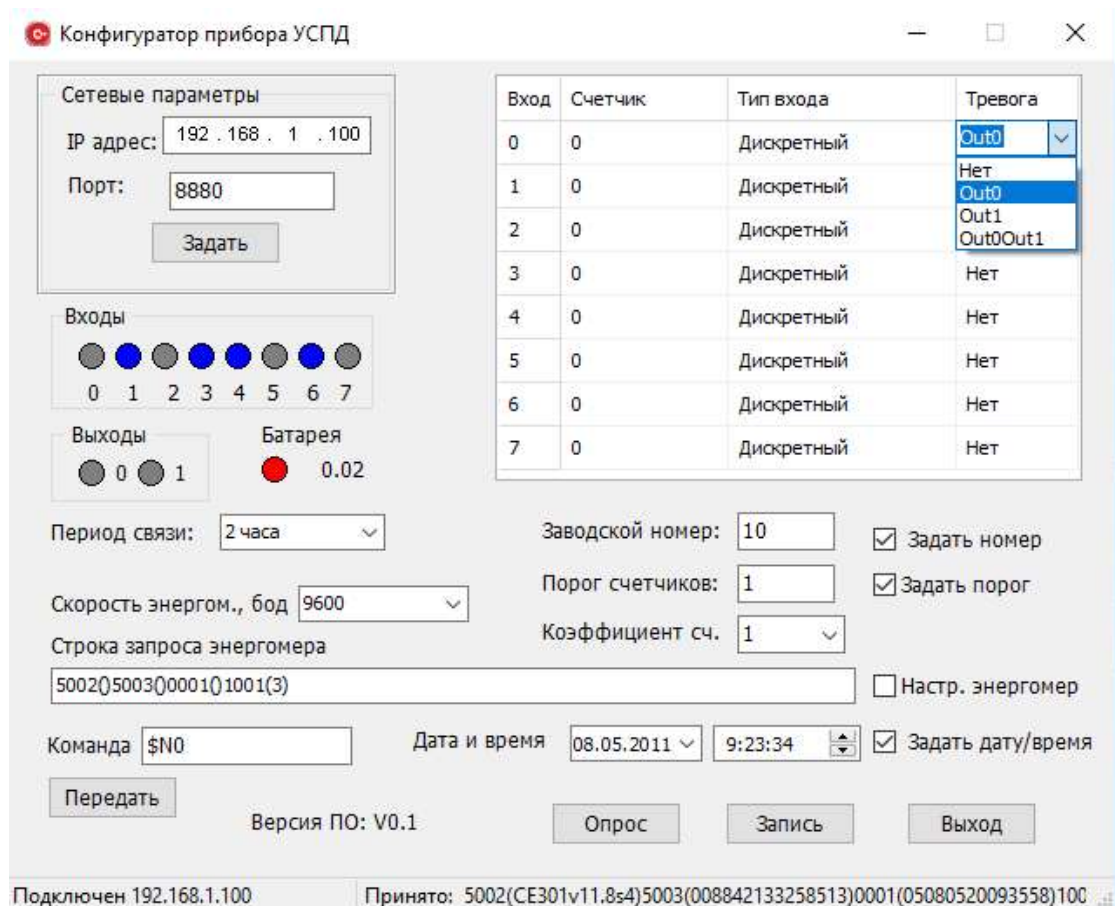 Конфигуратор прибора УСПД
Сетевые параметры
IP адрес: 192 . 168 . 1 . 100
Порт: 8880
Задать
Вход Счетчик Тип входа Тревога
0 0 Дискретный Out0
1 0 Дискретный
2 0 Дискретный
Нет
Out0
Out1
Out0Out1
3 0 Дискретный Нет
4 0 Дискретный Нет
5 0 Дискретный Нет
6 0 Дискретный Нет
7 0 Дискретный Нет
Входы
0 1 2 3 4 5 6 7
Выходы
0 1
Батарея
0.02
Период связи: 2 часа
Заводской номер: 10
Задать номер
Порог счетчиков: 1
Задать порог
Скорость энергом., бод 9600
Коэффициент сч. 1
Строка запроса энергомера
5002()5003()0001()1001(3)
Настр. энергомер
Команда $N0
Дата и время 08.05.2011 9:23:34
Задать дату/время
Передать
Версия ПО: V0.1
Опрос Запись Выход
Подключен 192.168.1.100
Принято: 5002(CE301v11.8s4)5003(008842133258513)0001(05080520093558)100